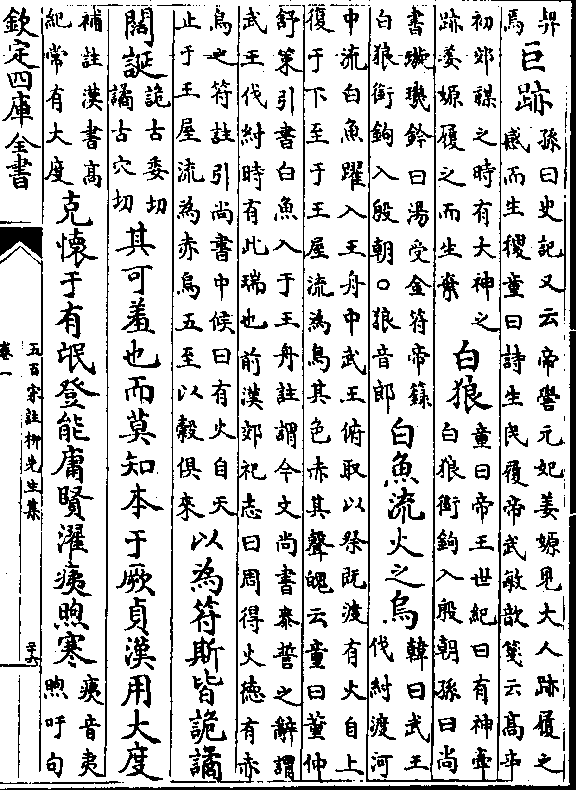 焉
巨跡
孫曰史記又云帝嚳元妃姜嫄見大人跡履之
感而生稷童曰詩生民履帝武敏歆箋云髙辛
初郊禖之時有大神之
跡姜嫄履之而生棄
白狼
童曰帝王世紀曰有神牽
白狼銜鉤入殷朝孫曰尚
書璇璣鈐曰湯受金符帝籙
白狼銜鉤入殷朝○狼音郎
白魚流火之烏
韓曰武王
伐紂渡河
中流白魚躍入王舟中武王俯取以祭既渡有火自上
復于下至于王屋流為烏其色赤其聲魄云童曰董仲
舒策引書白魚入于王舟註謂今文尚書泰誓之辭謂
武王伐紂時有此瑞也前漢郊祀志曰周得火徳有赤
烏之符註引尚書中候曰有火自天
止于王屋流為赤烏五至以榖俱來
以為符斯皆詭譎
闊誕
詭古委切
譎古穴切
其可羞也而莫知本于厥貞漢用大度
補註漢書髙
紀常有大度
克懷于有氓登能庸賢濯痍煦寒
痍音夷
煦吁句
欽定四庫全書
五百家註柳先生集
卷一